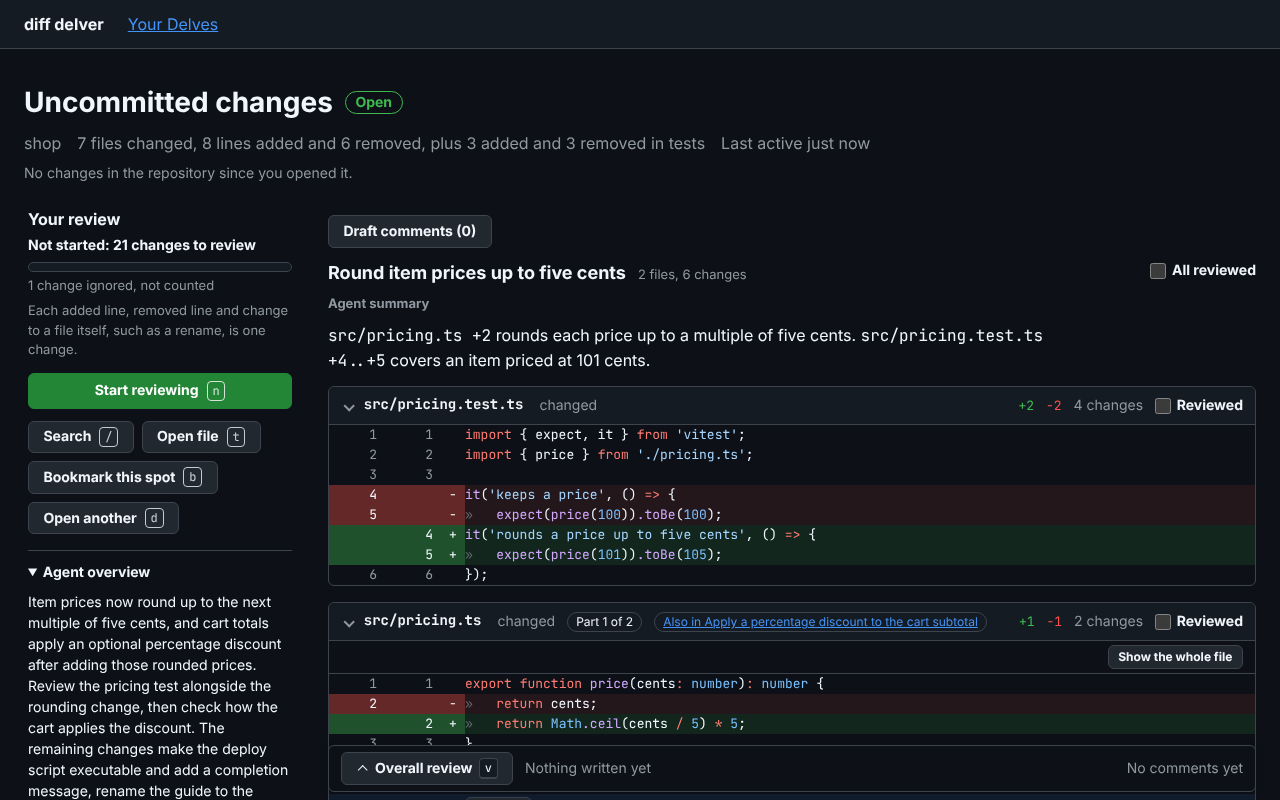 diff delver Your Delves
Uncommitted changes Open
shop 7 files changed, 8 lines added and 6 removed, plus 3 added and 3 removed in tests Last active just now
No changes in the repository since you opened it.
Your review
Not started: 21 changes to review
1 change ignored, not counted
Each added line, removed line and change
to a file itself, such as a rename, is one
change.
Start reviewing n
Search / Open file t
Bookmark this spot b
Open another d
Agent overview
Item prices now round up to the next
multiple of five cents, and cart totals
apply an optional percentage discount
after adding those rounded prices.
Review the pricing test alongside the
rounding change, then check how the
cart applies the discount. The
remaining changes make the deploy
script executable and add a completion
message, rename the guide to the
Draft comments (0)
Round item prices up to five cents 2 files, 6 changes All reviewed
Agent summary
src/pricing.ts +2 rounds each price up to a multiple of five cents. src/pricing.test.ts
+4..+5 covers an item priced at 101 cents.
src/pricing.test.ts changed +2 -2 4 changes Reviewed
1 1 import { expect, it } from 'vitest';
2 2 import { price } from './pricing.ts';
3 3
4 - it('keeps a price', () => {
5 - » expect(price(100)).toBe(100);
4 + it('rounds a price up to five cents', () => {
5 + » expect(price(101)).toBe(105);
6 6 });
src/pricing.ts changed Part 1 of 2 Also in Apply a percentage discount to the cart subtotal +1 -1 2 changes Reviewed
Show the whole file
1 1 export function price(cents: number): number {
2 - » return cents;
2 + » return Math.ceil(cents / 5) * 5;
3 3 }
Overall review v Nothing written yet No comments yet